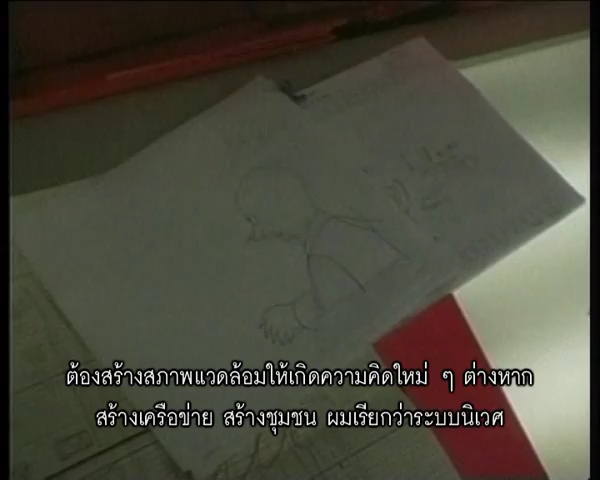 ต้องสร้างสภาพแวดล้อมให้เกิดความคิดใหม่ ๆ ต่างหาก
สร้างเครือข่าย สร้างชุมชน ผมเรียกว่าระบบนิเวศ